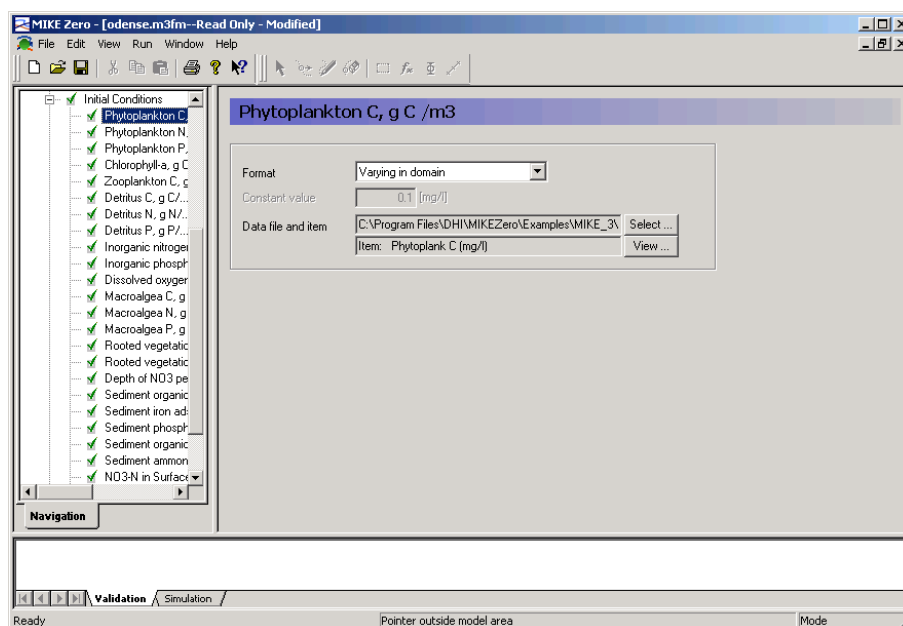 MIKE Zero - [odense.m3fm--Read Only - Modified]
File Edit View Run Window Help
Initial Conditions
Phytoplankton C,
Phytoplankton N,
Phytoplankton P,
Chlorophyll-a, g C
Zooplankton C, g
Detritus C, g C/...
Detritus N, g N/...
Detritus P, g P/...
Inorganic nitroger
Inorganic phosph
Dissolved oxyger
Macroalgea C, g
Macroalgea N, g
Macroalgea P, g
Rooted vegetatic
Rooted vegetatic
Depth of NO3 pe
Sediment organic
Sediment iron ad
Sediment phosph
Sediment organic
Sediment ammon
NO3-N in Surface
Navigation
Phytoplankton C, g C /m3
Format Varying in domain
Constant value 0.1 [mg/l]
Data file and item C:\Program Files\DHI\MIKEZero\Examples\MIKE_3\ Select ...
Item: Phytoplank C (mg/l) View ...
Validation Simulation
Ready Pointer outside model area Mode